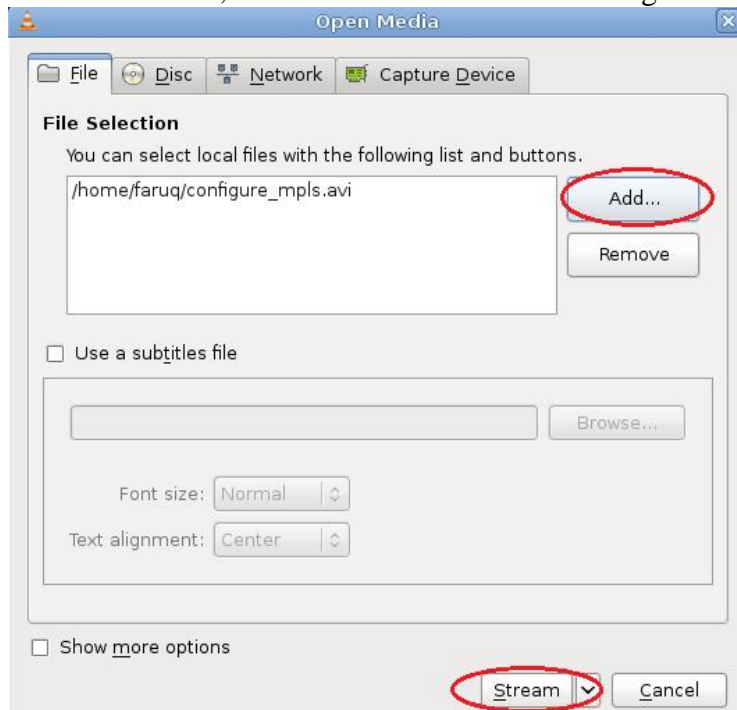 Open Media
File Disc Network Capture Device
File Selection
You can select local files with the following list and buttons.
/home/faruq/configure_mpls.avi
Add...
Remove
Use a subtitles file
Browse...
Font size: Normal
Text alignment: Center
Show more options
Stream Cancel